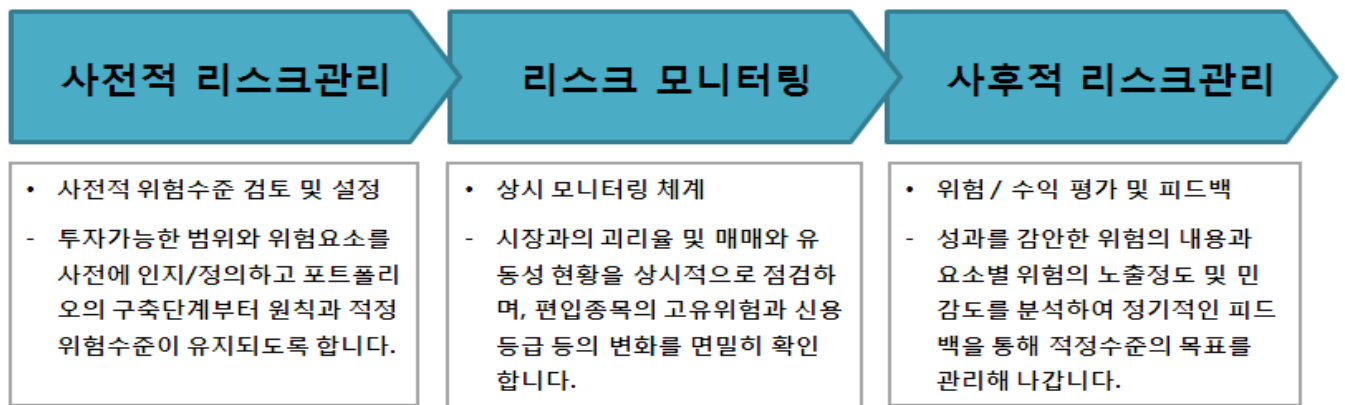 사전적 리스크관리
리스크 모니터링
사후적 리스크관리
• 사전적 위험수준 검토 및 설정
- 투자가능한 범위와 위험요소를
사전에 인지/정의하고 포트폴리
오의 구축단계부터 원칙과 적정
위험수준이 유지되도록 합니다.
• 상시 모니터링 체계
- 시장과의 괴리율 및 매매와 유
동성 현황을 상시적으로 점검하
며, 편입종목의 고유위험과 신용
등급 등의 변화를 면밀히 확인
합니다.
• 위험 / 수익 평가 및 피드백
- 성과를 감안한 위험의 내용과
요소별 위험의 노출정도 및 민
감도를 분석하여 정기적인 피드
백을 통해 적정수준의 목표를
관리해 나갑니다.